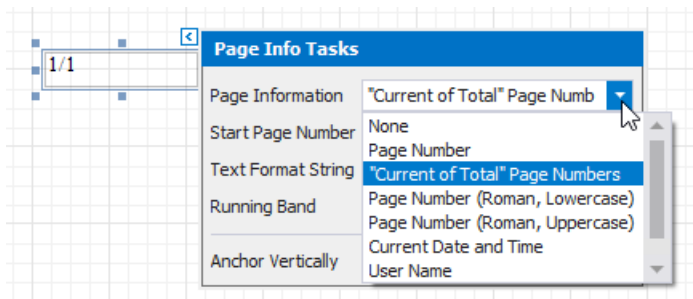 1/1
Page Info Tasks
Page Information "Current of Total" Page Numb
Start Page Number
Text Format String
Running Band
Anchor Vertically
None
Page Number
"Current of Total" Page Numbers
Page Number (Roman, Lowercase)
Page Number (Roman, Uppercase)
Current Date and Time
User Name